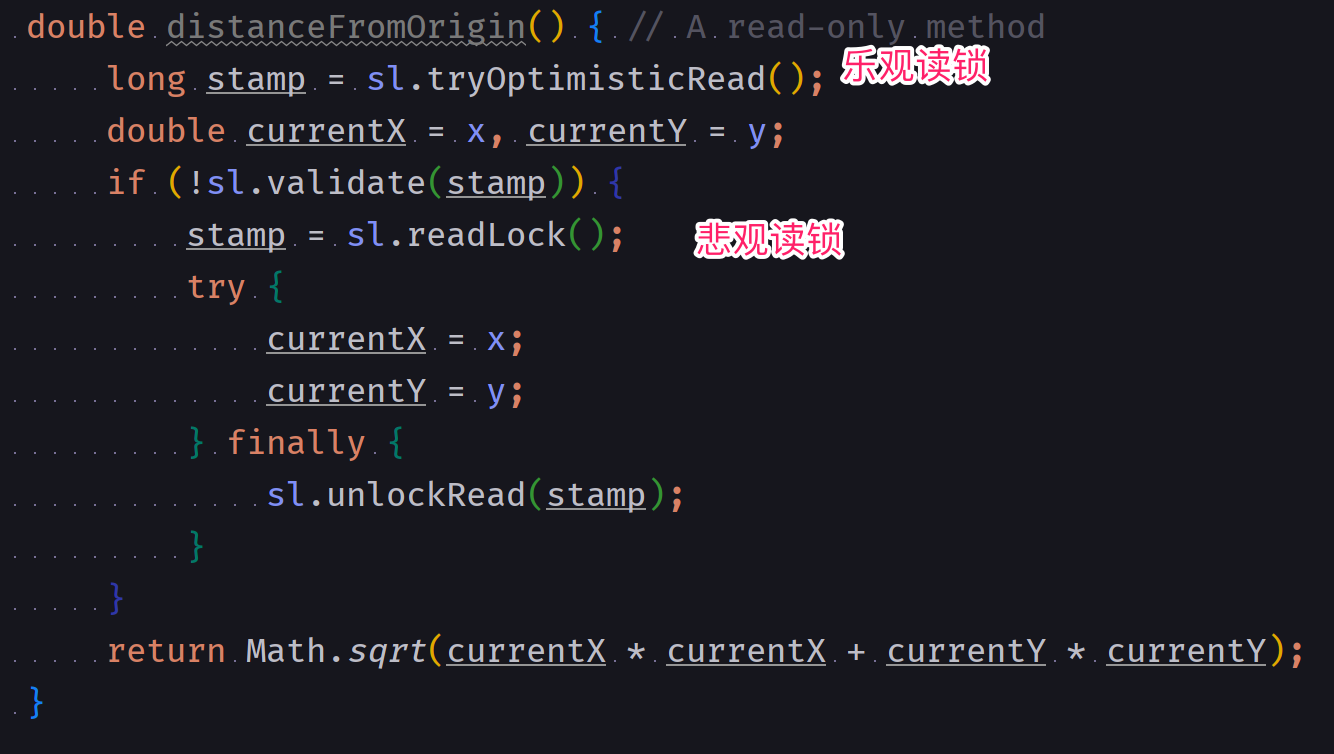 double distanceFromOrigin() { // A read-only method
long stamp = sl.tryOptimisticRead(); 乐观读锁
double currentX = x, currentY = y;
if (!sl.validate(stamp)) {
stamp = sl.readLock(); 悲观读锁
try {
currentX = x;
currentY = y;
} finally {
sl.unlockRead(stamp);
}
}
return Math.sqrt(currentX * currentX + currentY * currentY);
}